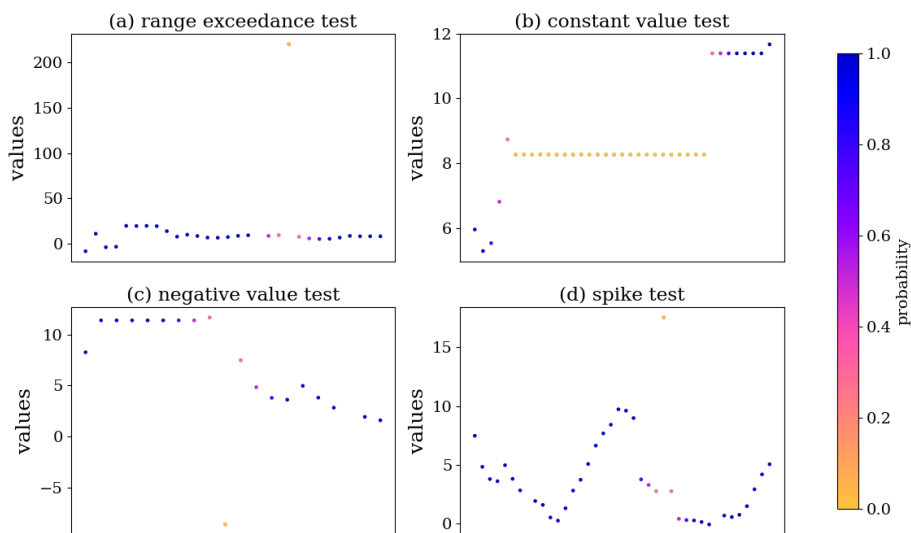 (a) range exceedance test
(b) constant value test
200
150
100
50
0
values
12
10
8
6
values
(c) negative value test
(d) spike test
10
5
0
−5
values
15
10
5
0
values
1.0
0.8
0.6
0.4
0.2
0.0
probability